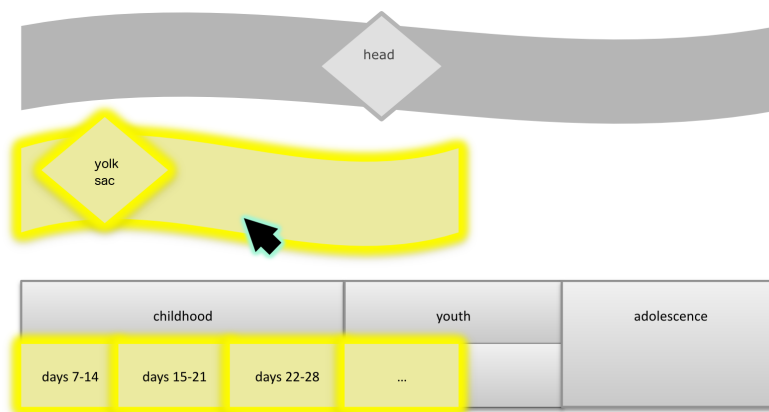 head
yolk
sac
childhood
youth
adolescence
days 7-14
days 15-21
days 22-28
...